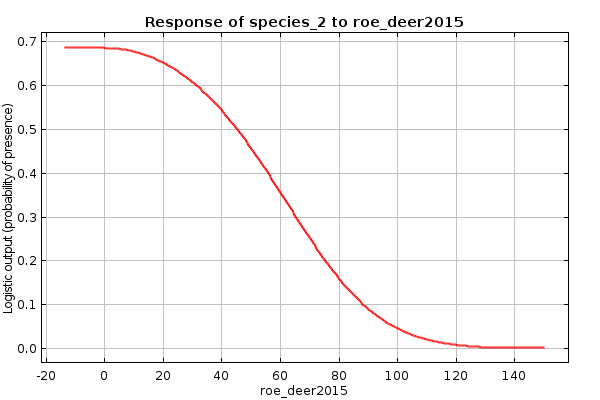 Response of species_2 to roe_deer2015
Logistic output (probability of presence)
0.7
0.6
0.5
0.4
0.3
0.2
0.1
0.0
-20 0 20 40 60 80 100 120 140
roe_deer2015